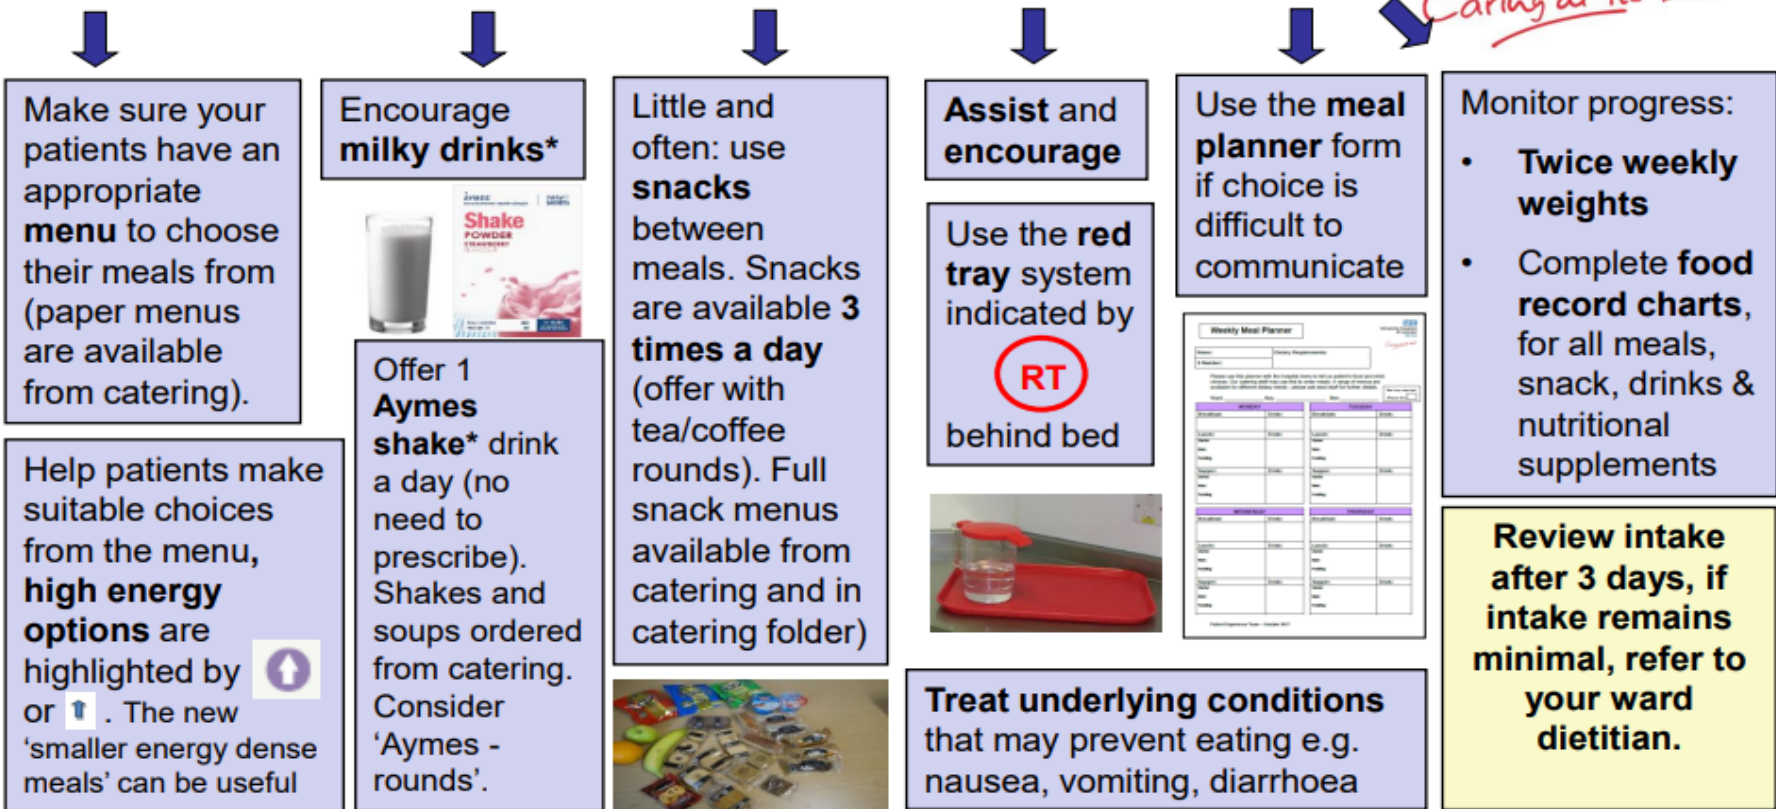 Caring at its
Make sure your
patients have an
appropriate
menu to choose
their meals from
(paper menus
are available
from catering).
Help patients make
suitable choices
from the menu,
high energy
options are
highlighted by
or . The new
‘smaller energy dense
meals’ can be useful
Encourage
milky drinks*
Shake
POWDER
STRAWBERRY
Offer 1
Aymes
shake* drink
a day (no
need to
prescribe).
Shakes and
soups ordered
from catering.
Consider
‘Aymes -
rounds’.
Little and
often: use
snacks
between
meals. Snacks
are available 3
times a day
(offer with
tea/coffee
rounds). Full
snack menus
available from
catering and in
catering folder)
Assist and
encourage
Use the red
tray system
indicated by
RT
behind bed
Use the meal
planner form
if choice is
difficult to
communicate
Weekly Meal Planner
MONDAY TUESDAY
WEDNESDAY THURSDAY
Treat underlying conditions
that may prevent eating e.g.
nausea, vomiting, diarrhoea
Monitor progress:
• Twice weekly
weights
• Complete food
record charts,
for all meals,
snack, drinks &
nutritional
supplements
Review intake
after 3 days, if
intake remains
minimal, refer to
your ward
dietitian.